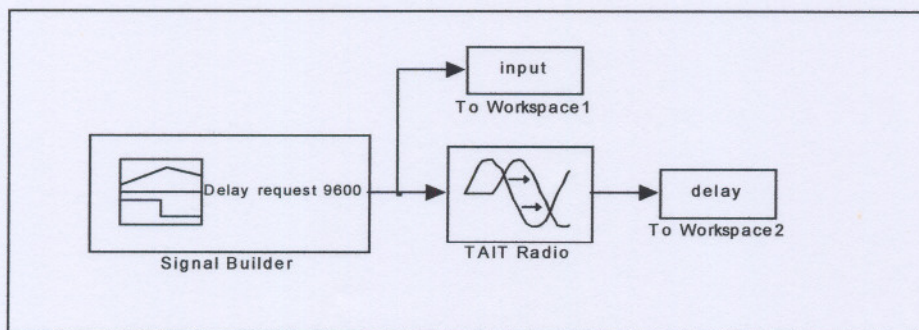 input
To Workspace1
Delay request 9600
Signal Builder
TAIT Radio
delay
To Workspace2